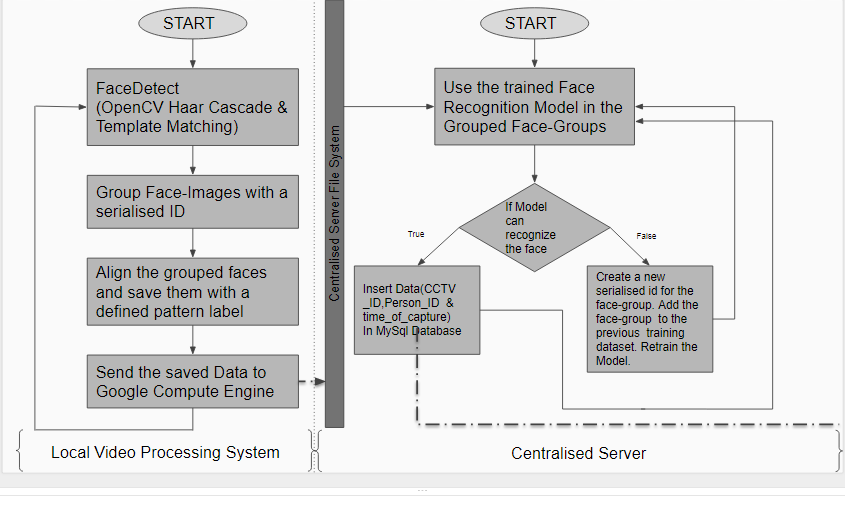 START
FaceDetect
(OpenCV Haar Cascade &
Template Matching)
Group Face-Images with a
serialised ID
Align the grouped faces
and save them with a
defined pattern label
Send the saved Data to
Google Compute Engine
Local Video Processing System
Centralised Server File System
START
Use the trained Face
Recognition Model in the
Grouped Face-Groups
If Model
can
recognize
the face
True
False
Insert Data(CCTV
_ID,Person_ID &
time_of_capture)
In MySql Database
Create a new
serialised id for the
face-group. Add the
face-group to the
previous training
dataset. Retrain the
Model.
Centralised Server